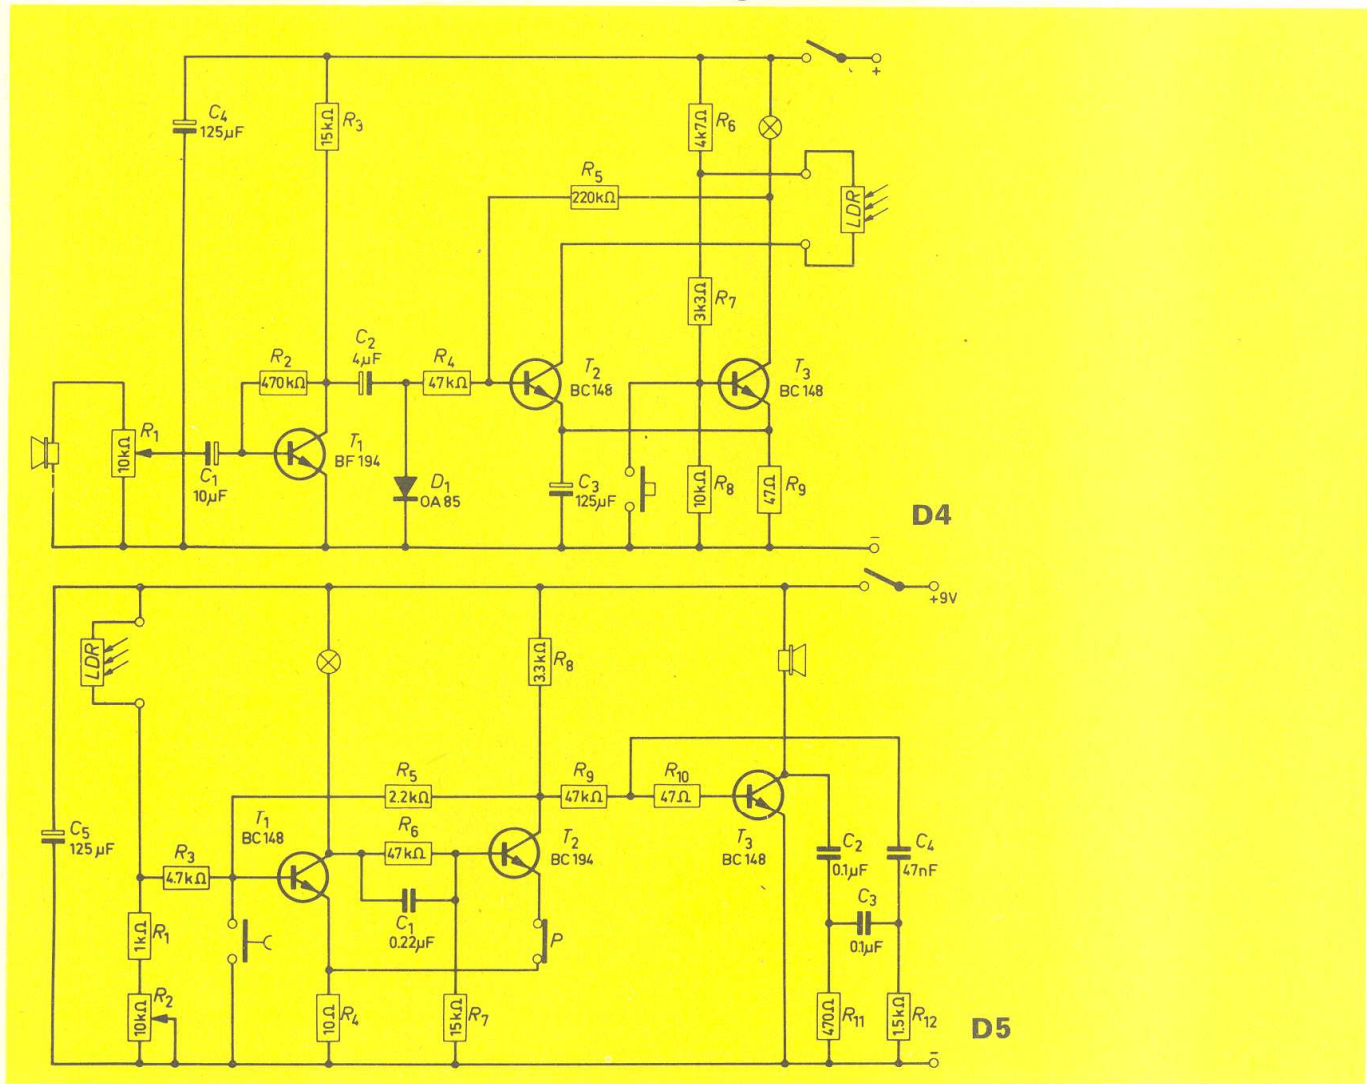 +
C4
125µF
15kΩ
R3
4k7Ω
R6
R5
220kΩ
LDR
3k3Ω
R7
R2
470kΩ
C2
4µF
R4
47kΩ
T2
BC148
T3
BC148
R1
10kΩ
C1
10µF
T1
BF194
D1
OA85
C3
125µF
10kΩ
R8
47Ω
R9
D4
−
+9V
LDR
3.3kΩ
R8
R5
2.2kΩ
R9
47kΩ
R10
47Ω
C5
125µF
T1
BC148
R6
47kΩ
T2
BC194
T3
BC148
C2
0.1µF
C4
47nF
R3
4.7kΩ
C1
0.22µF
C3
0.1µF
1kΩ
R1
P
10kΩ
R2
10Ω
R4
15kΩ
R7
470Ω
R11
1.5kΩ
R12
D5
−